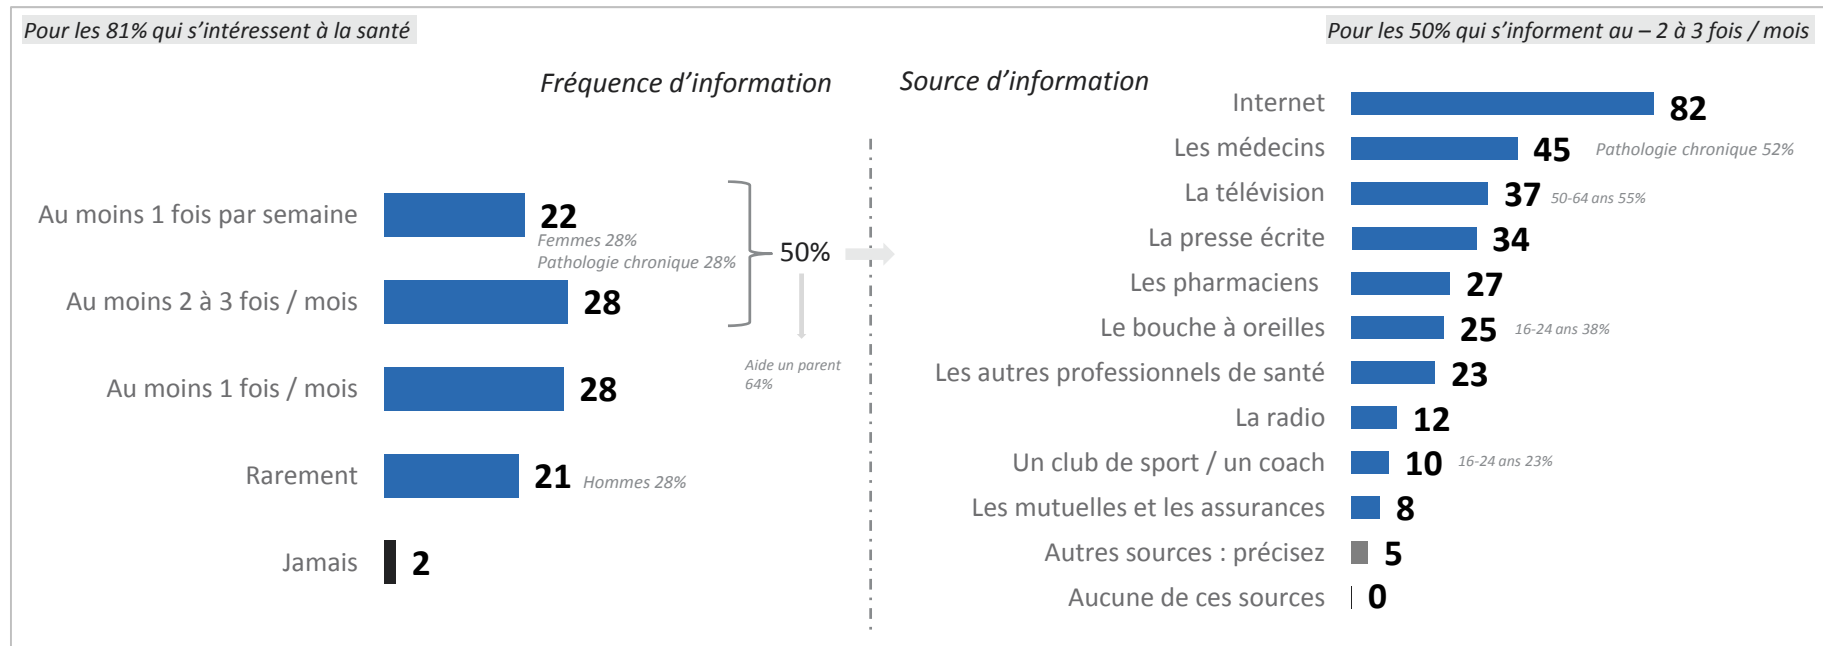 Pour les 81% qui s’intéressent à la santé
Pour les 50% qui s’informent au – 2 à 3 fois / mois
Fréquence d’information
Au moins 1 fois par semaine
22
Femmes 28%
Pathologie chronique 28%
Au moins 2 à 3 fois / mois
28
50%
Aide un parent
64%
Au moins 1 fois / mois
28
Rarement
21
Hommes 28%
Jamais
2
Source d’information
Internet
82
Les médecins
45
Pathologie chronique 52%
La télévision
37
50-64 ans 55%
La presse écrite
34
Les pharmaciens
27
Le bouche à oreilles
25
16-24 ans 38%
Les autres professionnels de santé
23
La radio
12
Un club de sport / un coach
10
16-24 ans 23%
Les mutuelles et les assurances
8
Autres sources : précisez
5
Aucune de ces sources
0